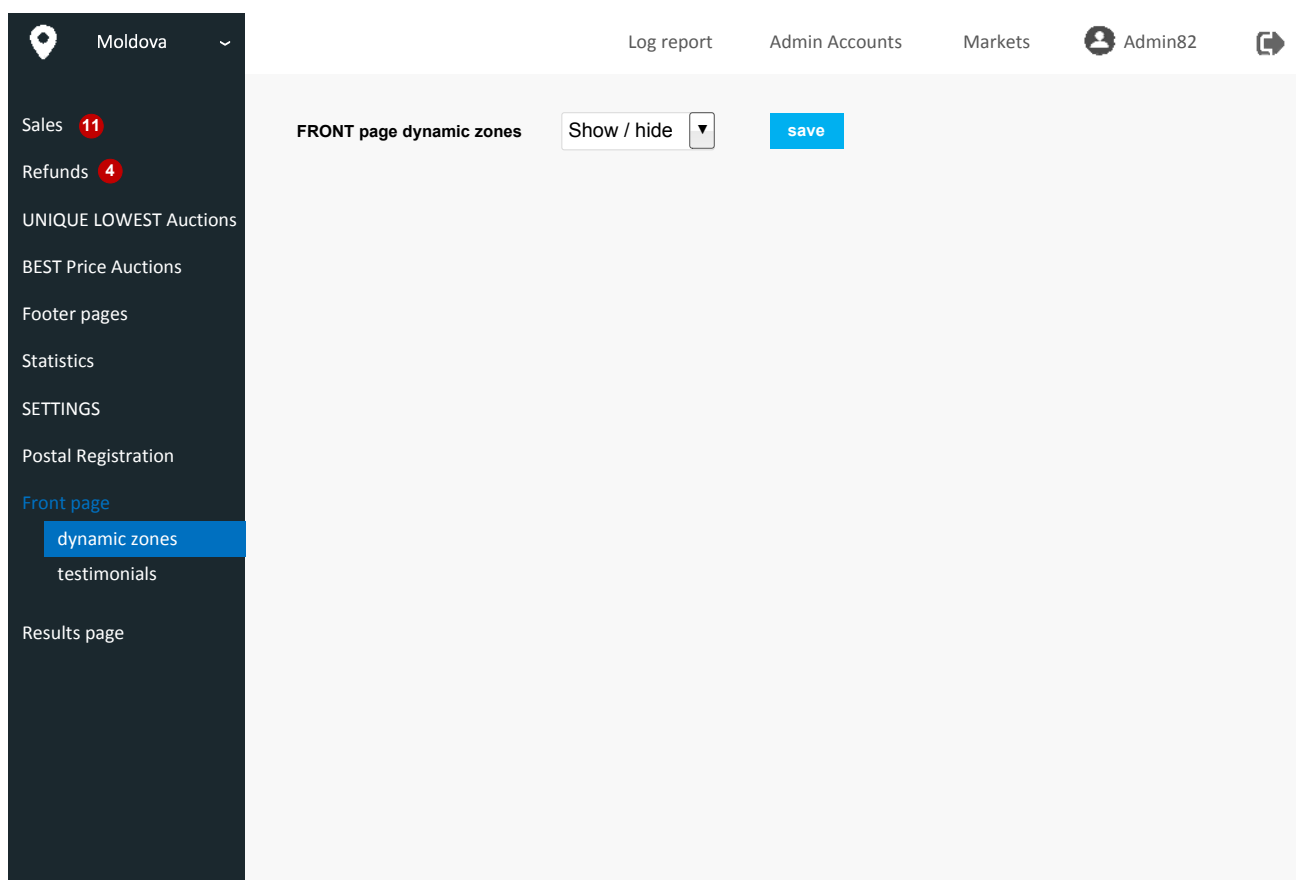 Moldova
Log report
Admin Accounts
Markets
Admin82
Sales 11
Refunds 4
UNIQUE LOWEST Auctions
BEST Price Auctions
Footer pages
Statistics
SETTINGS
Postal Registration
Front page
dynamic zones
testimonials
Results page
FRONT page dynamic zones
Show / hide
save